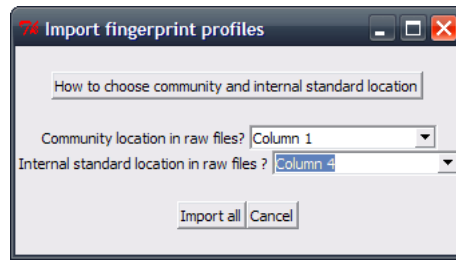 Import fingerprint profiles
How to choose community and internal standard location
Community location in raw files? Column 1
Internal standard location in raw files ? Column 4
Import all Cancel